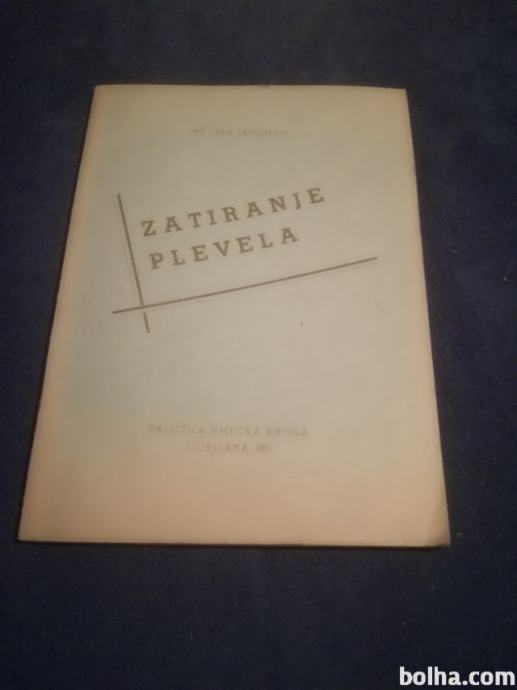 ZATIRANJE
PLEVELA
ZALOŽILA KMEČKA KNJIGA
LJUBLJANA
bolha.com